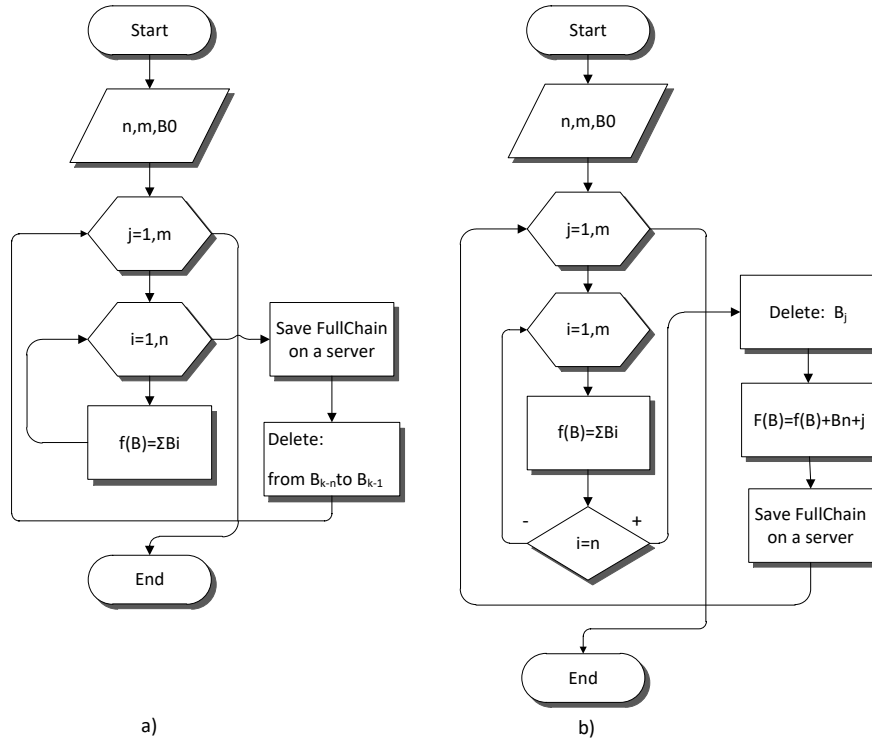 Start
n,m,B0
j=1,m
i=1,n
Save FullChain
on a server
f(B)=ΣBi
Delete:
from Bk-n to Bk-1
End
a)
Start
n,m,B0
j=1,m
i=1,m
Delete: Bj
f(B)=ΣBi
F(B)=f(B)+Bn+j
- +
i=n
Save FullChain
on a server
End
b)